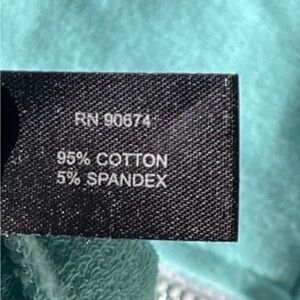 RN 90674
95% COTTON
5% SPANDEX